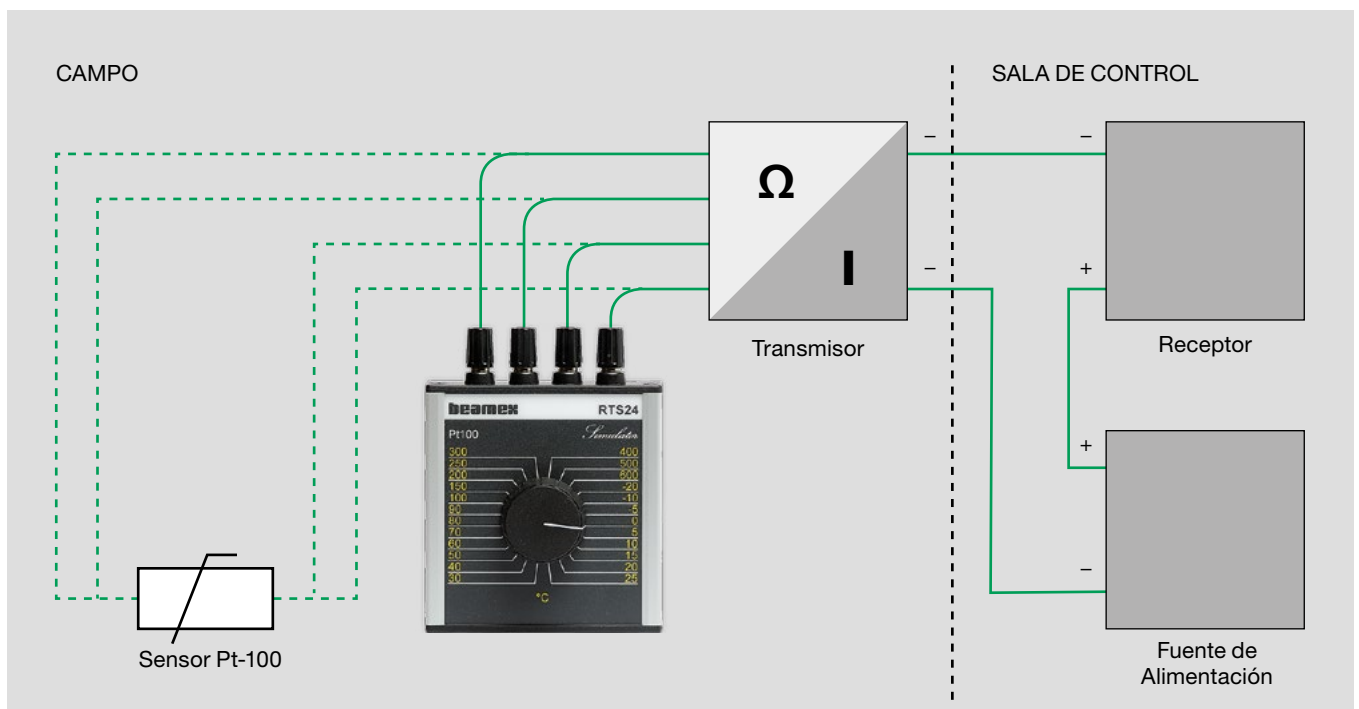 CAMPO
SALA DE CONTROL
Ω
I
–
–
–
+
Transmisor
Receptor
beamex
RTS24
Pt100
Simulator
300
250
200
150
100
90
80
70
60
50
40
30
400
500
600
-20
-10
-5
0
5
10
15
20
25
°C
+
–
Sensor Pt-100
Fuente de
Alimentación